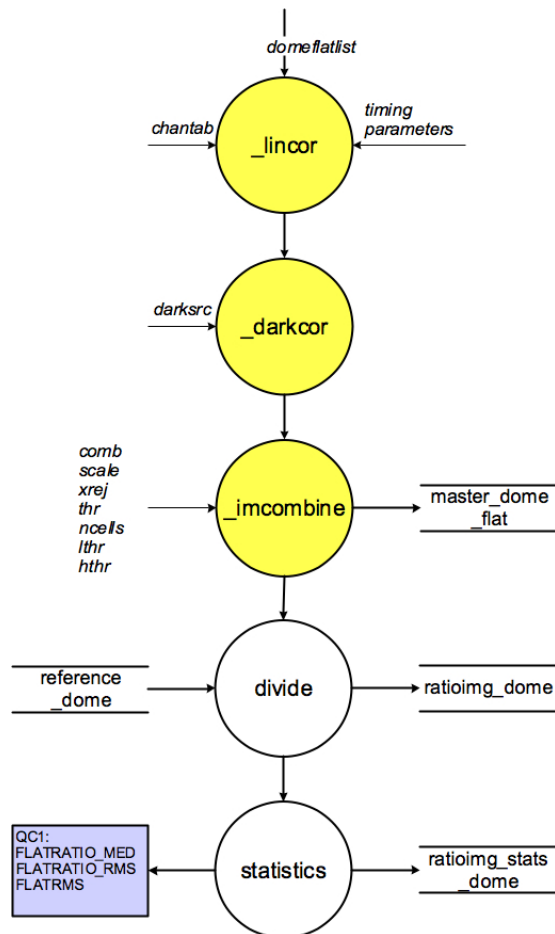 domeflatlist
chantab
timing
parameters
_lincor
darksrc
_darkcor
comb
scale
xrej
thr
ncells
lthr
hthr
_imcombine
master_dome
_flat
reference
_dome
divide
ratioimg_dome
QC1:
FLATRATIO_MED
FLATRATIO_RMS
FLATRMS
statistics
ratioimg_stats
_dome